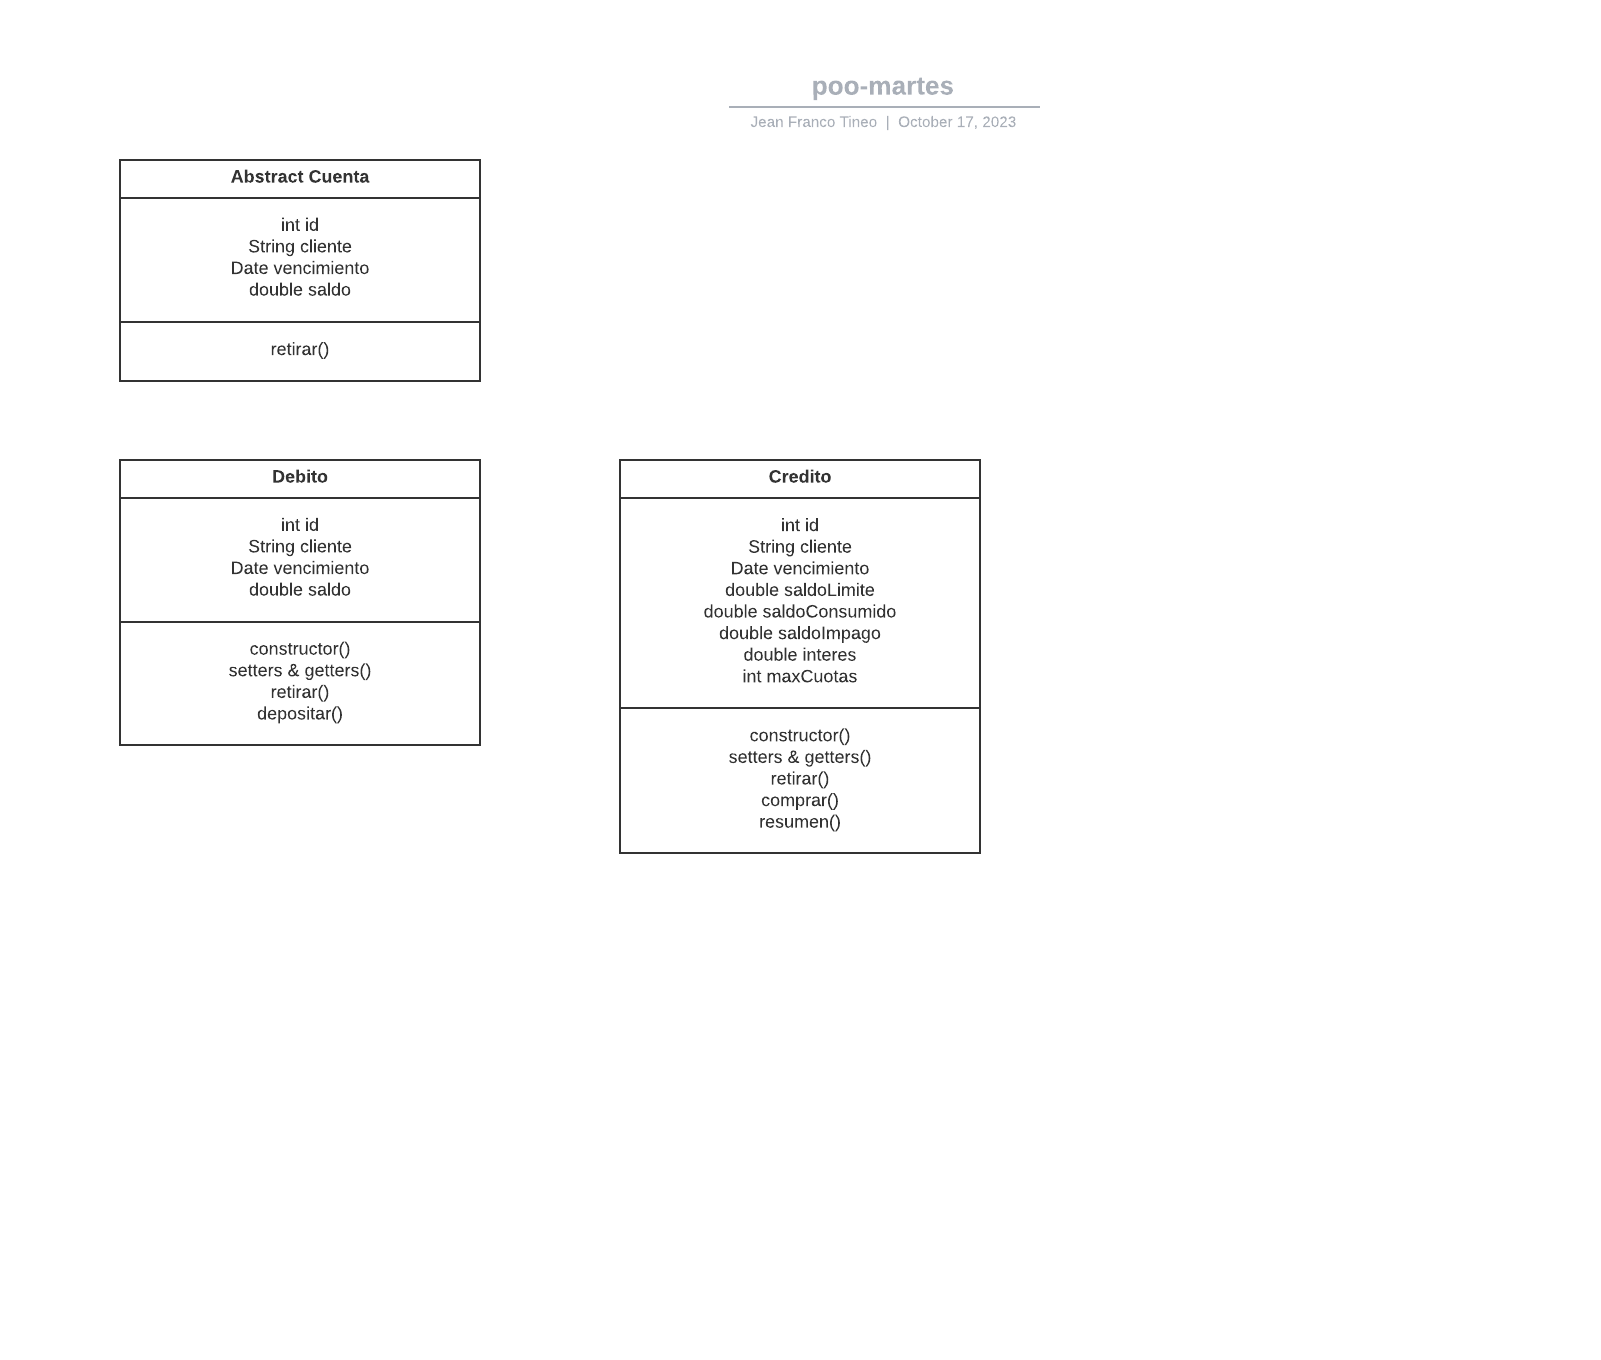 poo-martes
Jean Franco Tineo | October 17, 2023
Abstract Cuenta
int id
String cliente
Date vencimiento
double saldo
retirar()
Debito
int id
String cliente
Date vencimiento
double saldo
constructor()
setters & getters()
retirar()
depositar()
Credito
int id
String cliente
Date vencimiento
double saldoLimite
double saldoConsumido
double saldoImpago
double interes
int maxCuotas
constructor()
setters & getters()
retirar()
comprar()
resumen()